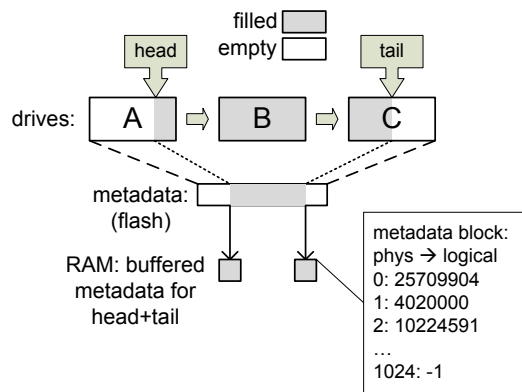 filled
empty
head
tail
drives:
A
B
C
metadata:
(flash)
RAM: buffered
metadata for
head+tail
metadata block:
phys → logical
0: 25709904
1: 4020000
2: 10224591
...
1024: -1